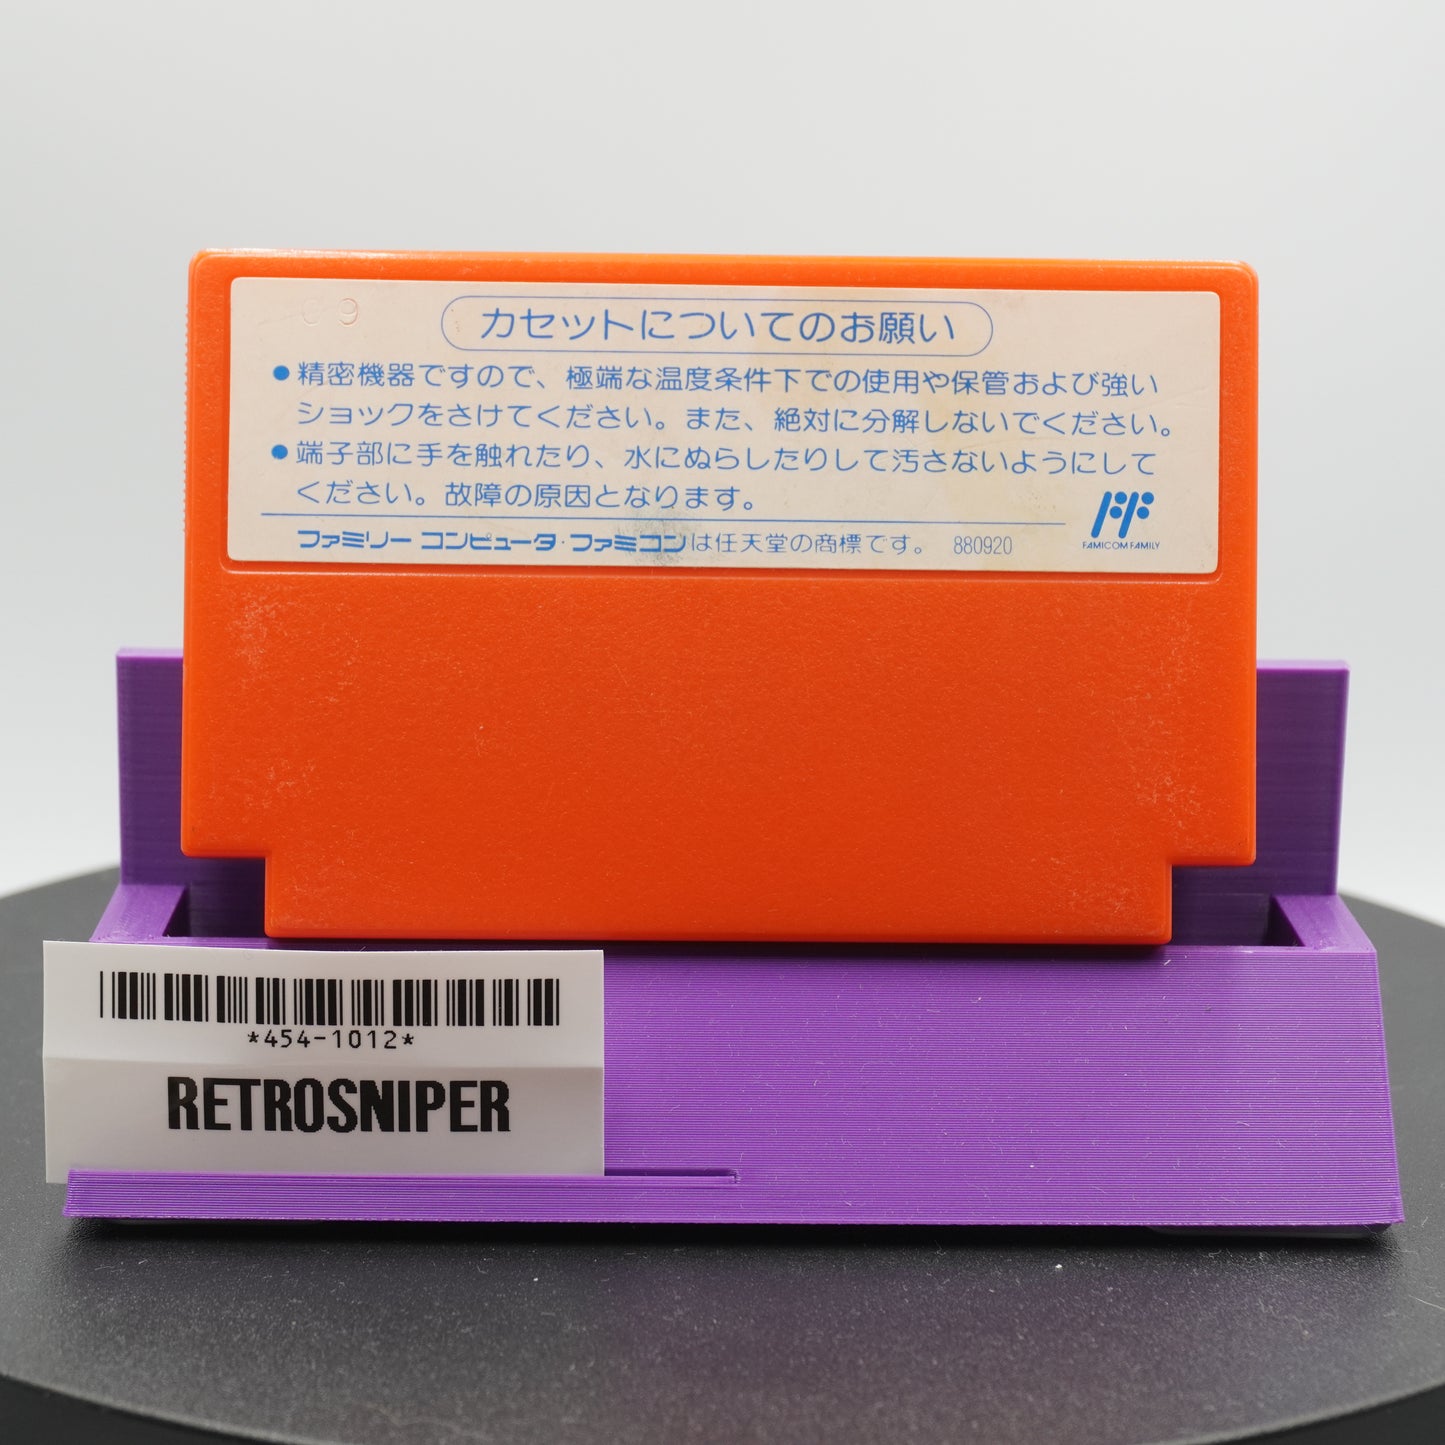 C 9
カセットについてのお願い
●精密機器ですので、極端な温度条件下での使用や保管および強い
ショックをさけてください。また、絶対に分解しないでください。
●端子部に手を触れたり、水にぬらしたりして汚さないようにして
ください。故障の原因となります。
FAMICOM FAMILY
ファミリー コンピュータ・ファミコンは任天堂の商標です。 880920
*454-1012*
RETROSNIPER